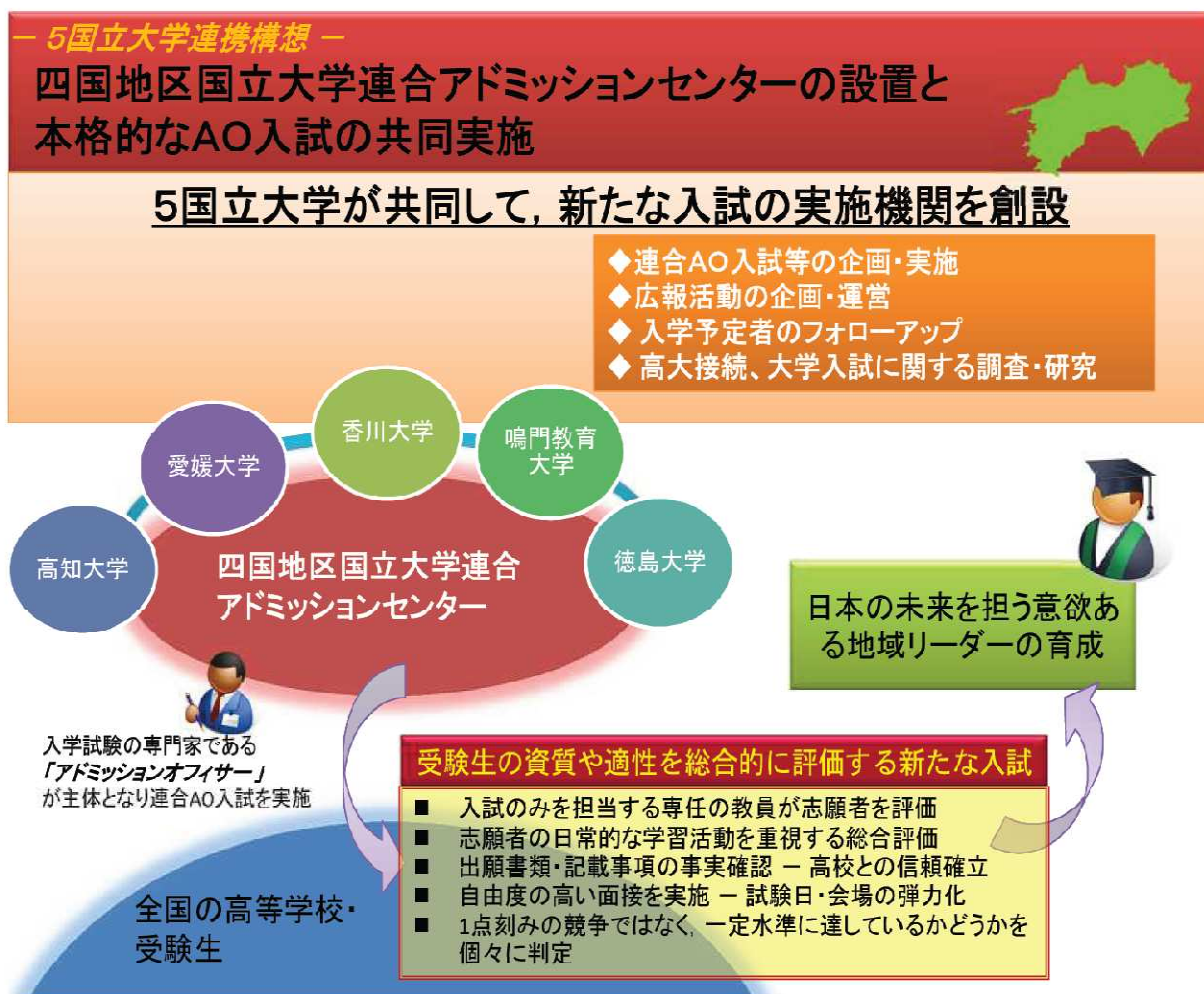 － 5国立大学連携構想 －
四国地区国立大学連合アドミッションセンターの設置と
本格的なAO入試の共同実施
5国立大学が共同して, 新たな入試の実施機関を創設
◆連合AO入試等の企画・実施
◆広報活動の企画・運営
◆ 入学予定者のフォローアップ
◆ 高大接続、大学入試に関する調査・研究
高知大学
愛媛大学
香川大学
鳴門教育
大学
徳島大学
四国地区国立大学連合
アドミッションセンター
日本の未来を担う意欲あ
る地域リーダーの育成
入学試験の専門家である
「アドミッションオフィサー」
が主体となり連合AO入試を実施
受験生の資質や適性を総合的に評価する新たな入試
■ 入試のみを担当する専任の教員が志願者を評価
■ 志願者の日常的な学習活動を重視する総合評価
■ 出願書類・記載事項の事実確認 － 高校との信頼確立
■ 自由度の高い面接を実施 － 試験日・会場の弾力化
■ 1点刻みの競争ではなく, 一定水準に達しているかどうかを
個々に判定
全国の高等学校・
受験生